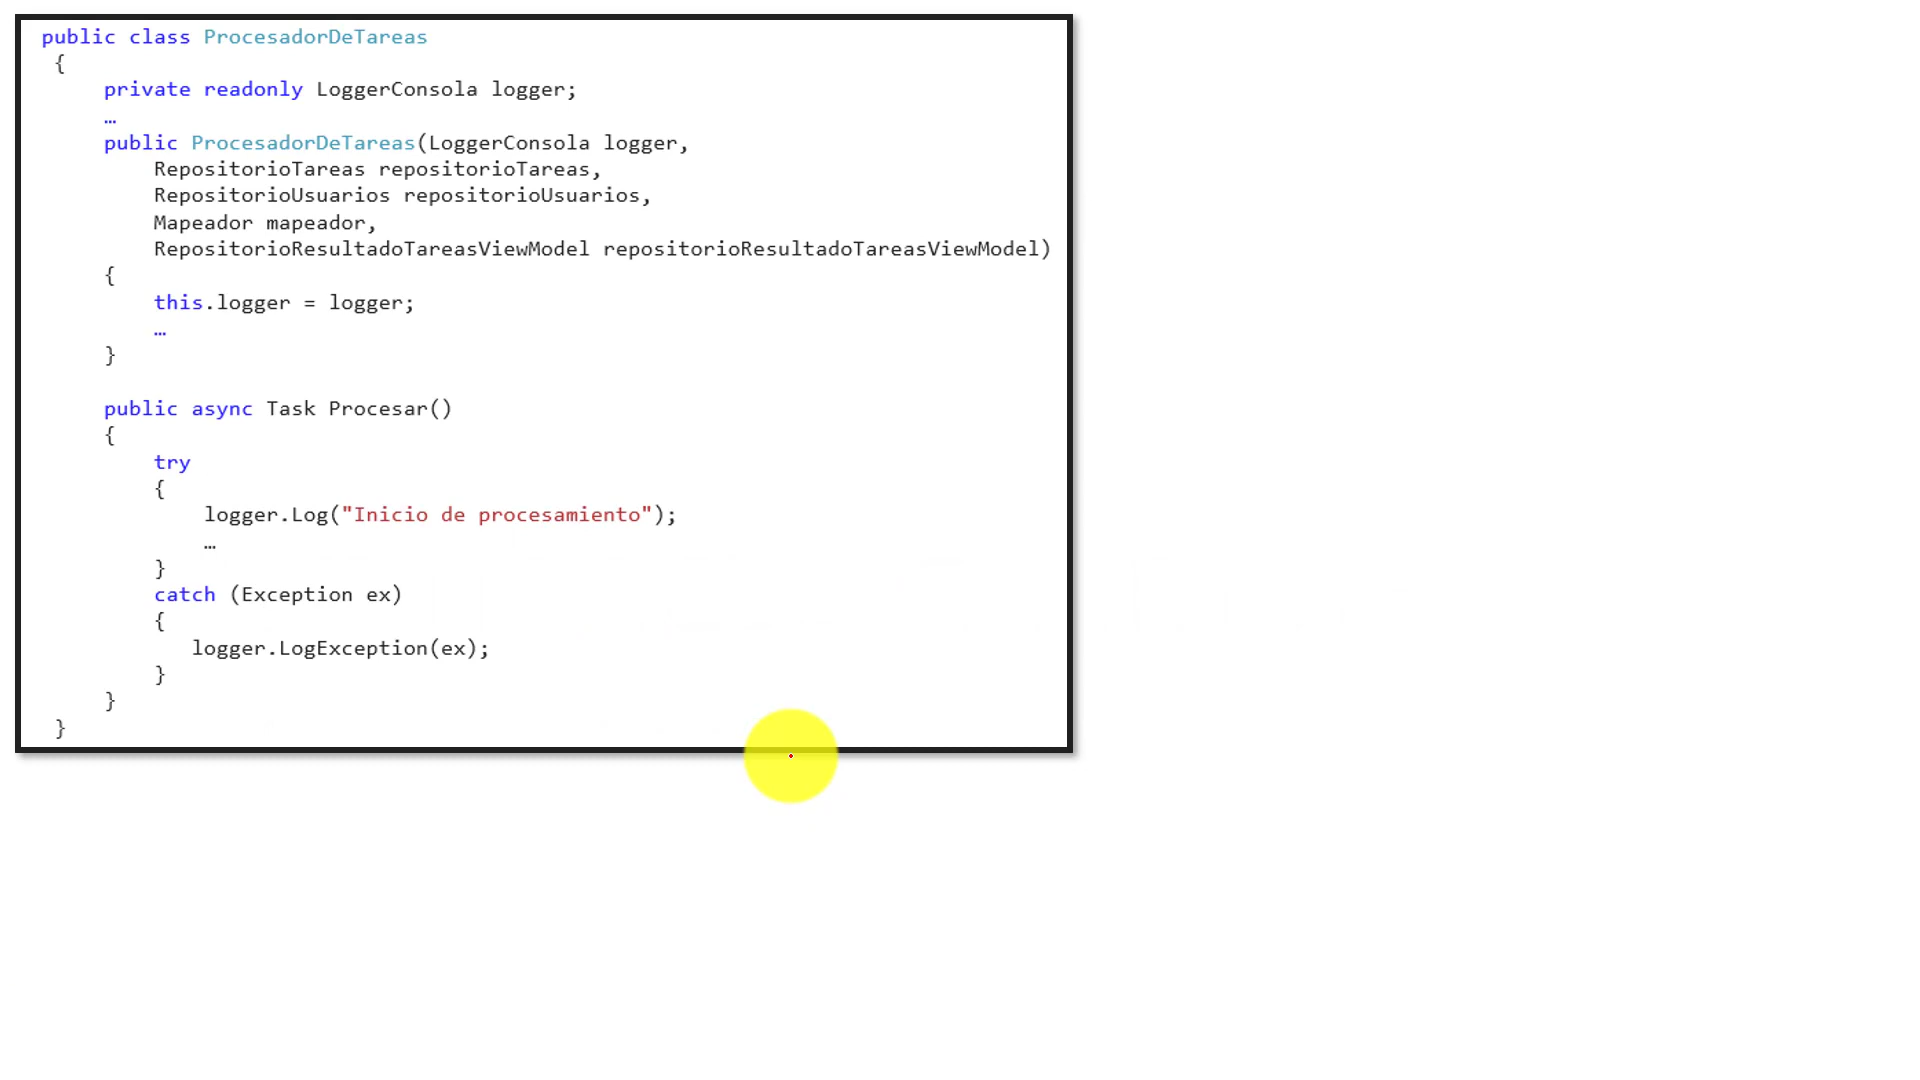 public class ProcesadorDeTareas
{
private readonly LoggerConsola logger;
…
public ProcesadorDeTareas(LoggerConsola logger,
RepositorioTareas repositorioTareas,
RepositorioUsuarios repositorioUsuarios,
Mapeador mapeador,
RepositorioResultadoTareasViewModel repositorioResultadoTareasViewModel)
{
this.logger = logger;
…
}
public async Task Procesar()
{
try
{
logger.Log("Inicio de procesamiento");
…
}
catch (Exception ex)
{
logger.LogException(ex);
}
}
}